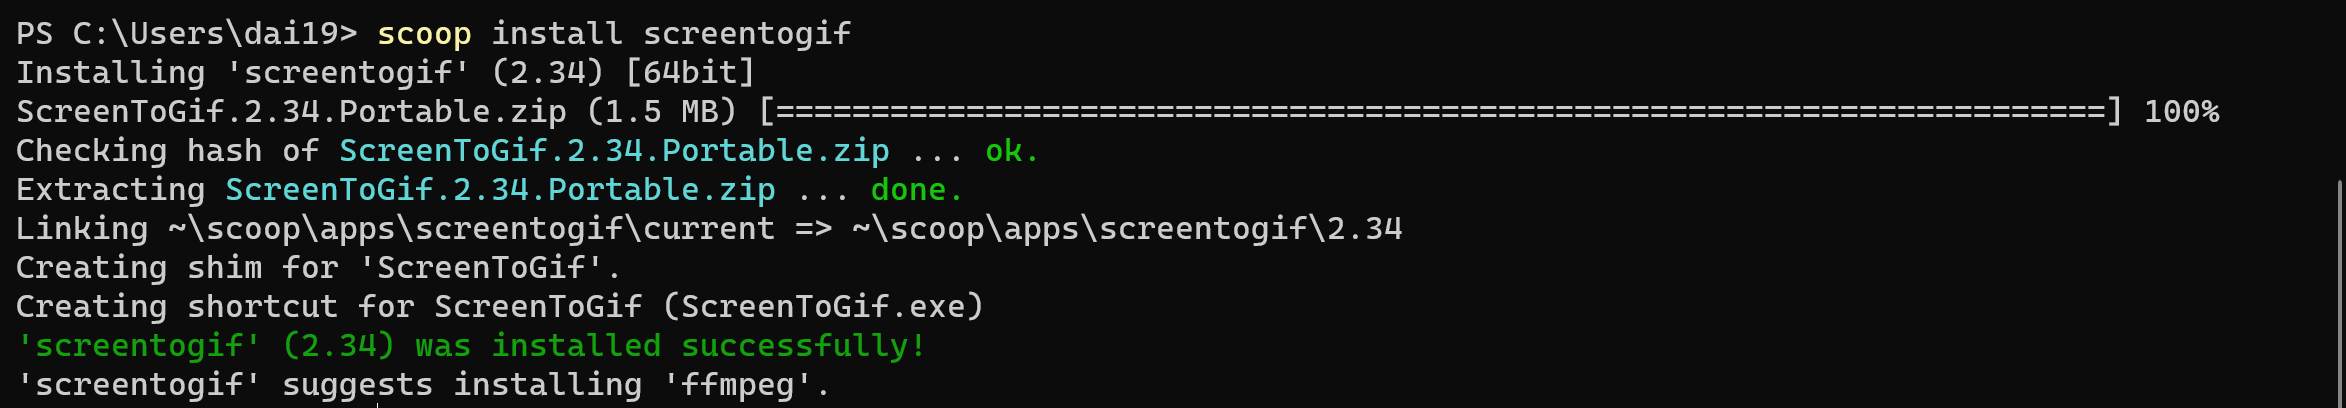 PS C:\Users\dai19> scoop install screentogif
Installing 'screentogif' (2.34) [64bit]
ScreenToGif.2.34.Portable.zip (1.5 MB) [======================================================================] 100%
Checking hash of ScreenToGif.2.34.Portable.zip ... ok.
Extracting ScreenToGif.2.34.Portable.zip ... done.
Linking ~\scoop\apps\screentogif\current => ~\scoop\apps\screentogif\2.34
Creating shim for 'ScreenToGif'.
Creating shortcut for ScreenToGif (ScreenToGif.exe)
'screentogif' (2.34) was installed successfully!
'screentogif' suggests installing 'ffmpeg'.